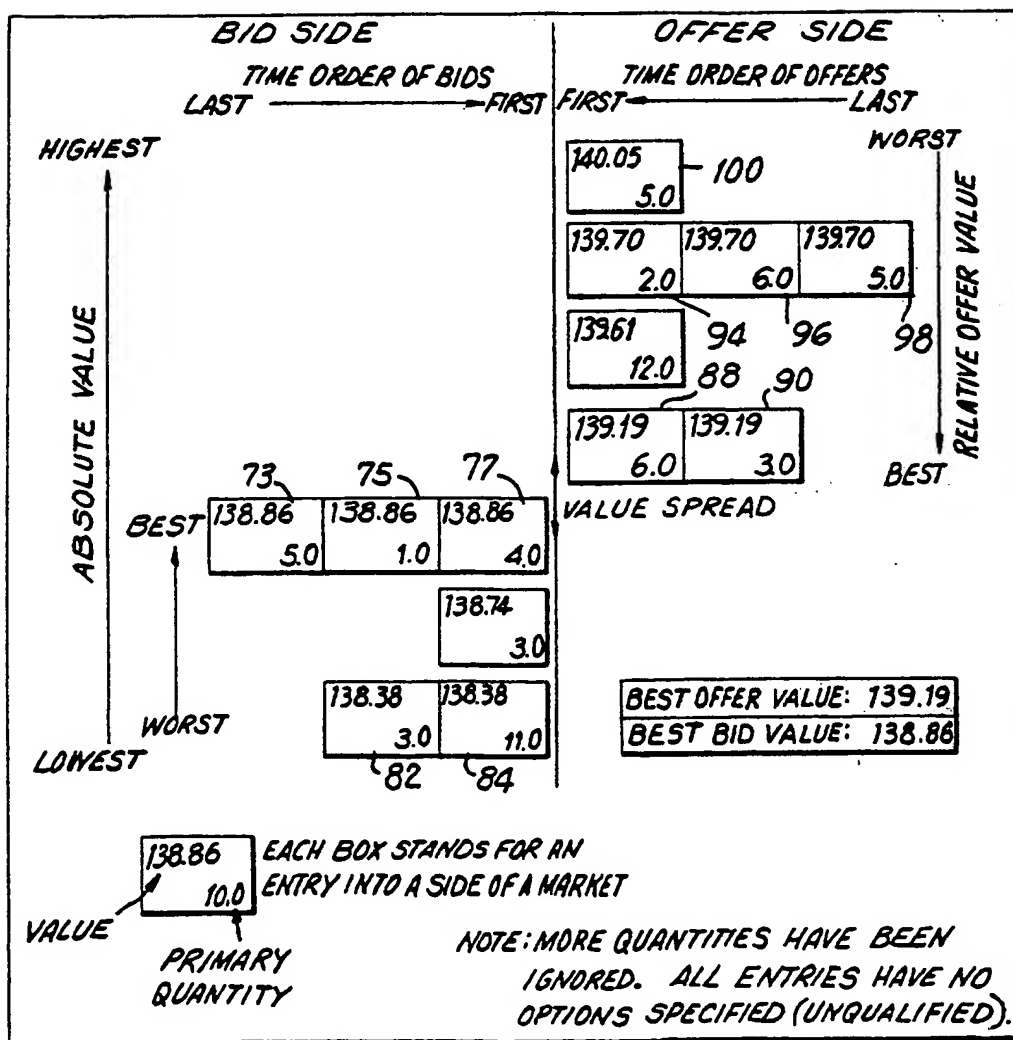 BID SIDE
OFFER SIDE
TIME ORDER OF BIDS
LAST FIRST
TIME ORDER OF OFFERS
FIRST LAST
HIGHEST
ABSOLUTE VALUE
LOWEST
WORST
RELATIVE OFFER VALUE
BEST
140.05
5.0
100
139.70 139.70 139.70
2.0 6.0 5.0
94 96 98
139.61
12.0
88 90
139.19 139.19
6.0 3.0
VALUE SPREAD
73 75 77
BEST
138.86 138.86 138.86
5.0 1.0 4.0
138.74
3.0
WORST
138.38 138.38
3.0 11.0
82 84
BEST OFFER VALUE: 139.19
BEST BID VALUE: 138.86
138.86
10.0
VALUE
PRIMARY
QUANTITY
EACH BOX STANDS FOR AN
ENTRY INTO A SIDE OF A MARKET
NOTE: MORE QUANTITIES HAVE BEEN
IGNORED. ALL ENTRIES HAVE NO
OPTIONS SPECIFIED (UNQUALIFIED).